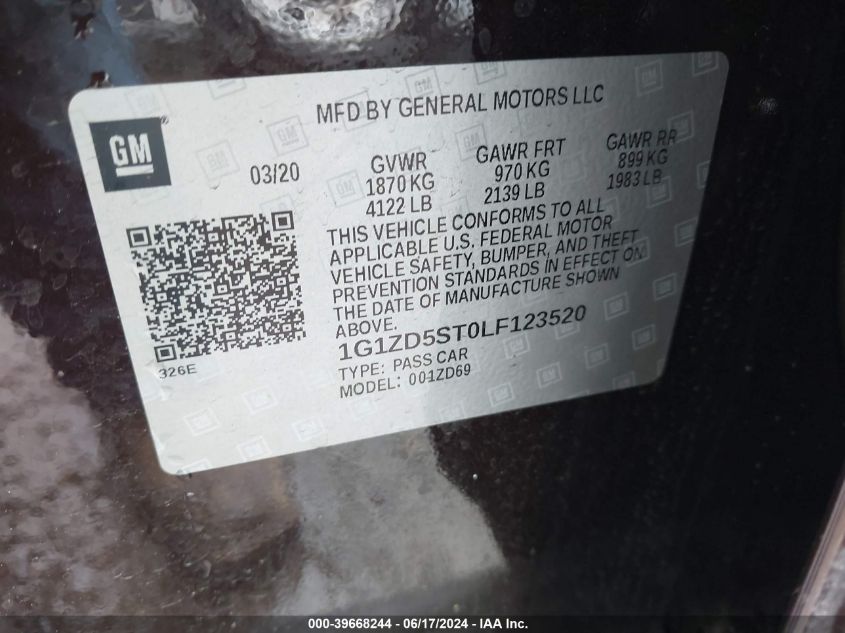 MFD BY GENERAL MOTORS LLC
GM
03/20
GVWR
1870 KG
4122 LB
GAWR FRT
970 KG
2139 LB
GAWR RR
899 KG
1983 LB
THIS VEHICLE CONFORMS TO ALL
APPLICABLE U.S. FEDERAL MOTOR
VEHICLE SAFETY, BUMPER, AND THEFT
PREVENTION STANDARDS IN EFFECT ON
THE DATE OF MANUFACTURE SHOWN
ABOVE.
1G1ZD5ST0LF123520
TYPE: PASS CAR
MODEL: 001ZD69
326E
000-39668244 - 06/17/2024 - IAA Inc.